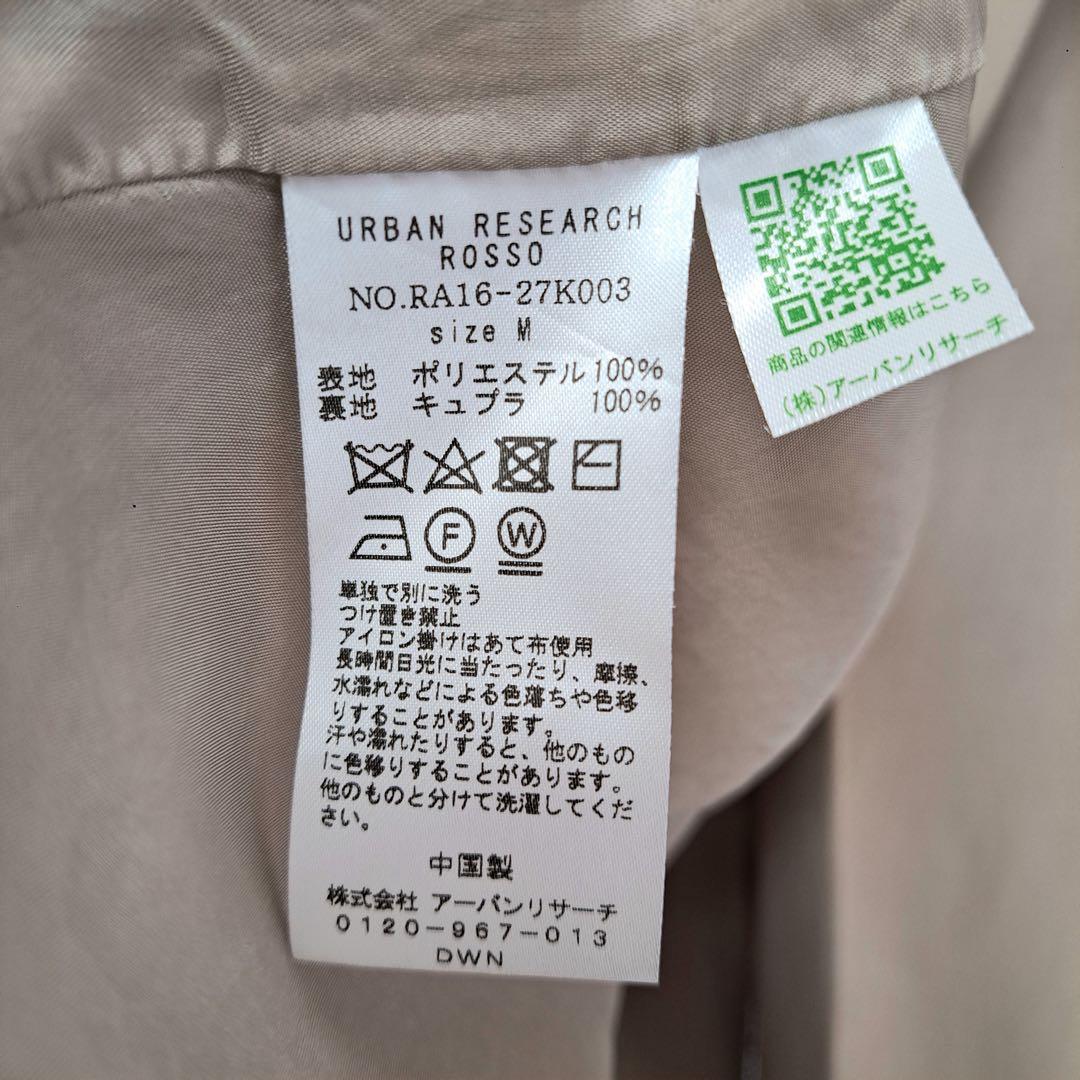 URBAN RESEARCH
ROSSO
NO.RA16-27K003
size M
表地 ポリエステル100%
裏地 キュプラ 100%
F
W
単独で別に洗う
つけ置き禁止
アイロン掛けはあて布使用
長時間日光に当たったり、摩擦、
水濡れなどによる色落ちや色移
りすることがあります。
汗や濡れたりすると、他のもの
に色移りすることがあります。
他のものと分けて洗濯してくだ
さい。
中国製
株式会社 アーバンリサーチ
0120-967-013
DWN
商品の関連情報はこちら
(株)アーバンリサーチ